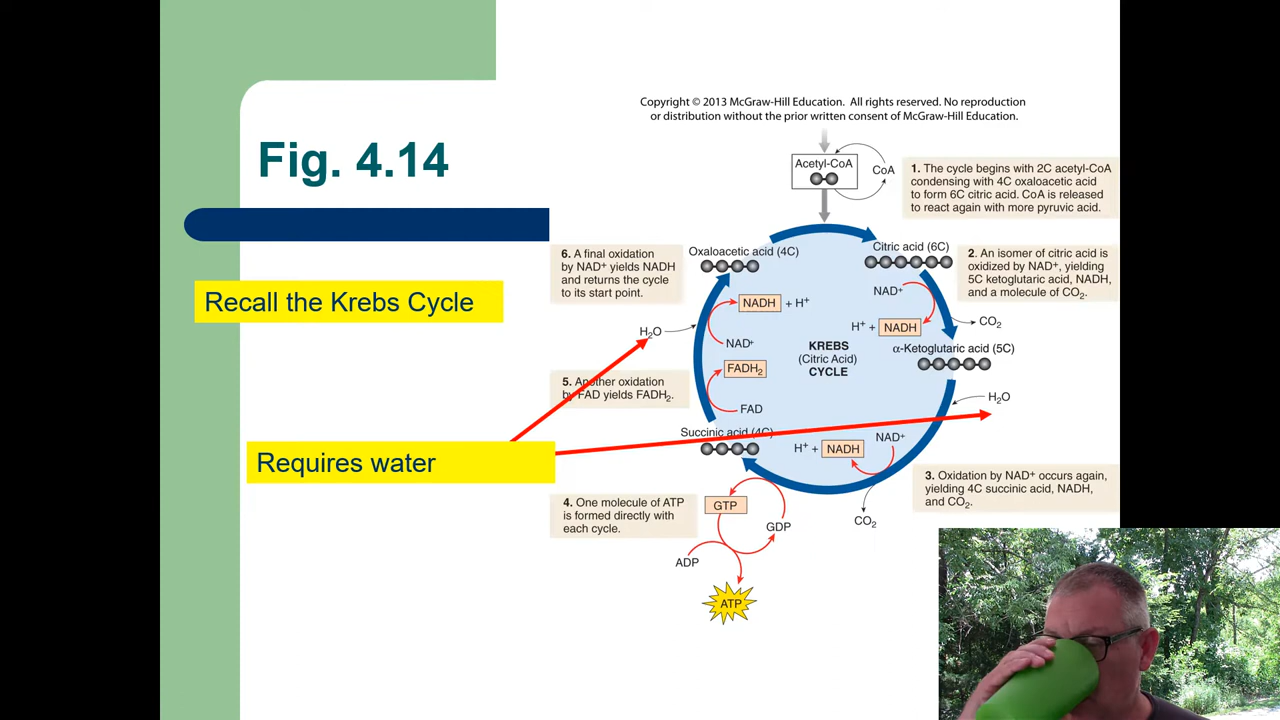 Copyright © 2013 McGraw-Hill Education. All rights reserved. No reproduction
or distribution without the prior written consent of McGraw-Hill Education.
Fig. 4.14
Recall the Krebs Cycle
Requires water
Acetyl-CoA
CoA
1. The cycle begins with 2C acetyl-CoA
condensing with 4C oxaloacetic acid
to form 6C citric acid. CoA is released
to react again with more pyruvic acid.
Oxaloacetic acid (4C)
Citric acid (6C)
2. An isomer of citric acid is
oxidized by NAD⁺, yielding
5C ketoglutaric acid, NADH,
and a molecule of CO₂.
6. A final oxidation
by NAD⁺ yields NADH
and returns the cycle
to its start point.
NADH + H⁺
NAD⁺
H⁺ + NADH
CO₂
H₂O
NAD⁺
KREBS
(Citric Acid)
CYCLE
α-Ketoglutaric acid (5C)
FADH₂
5. Another oxidation
by FAD yields FADH₂.
FAD
H₂O
Succinic acid (4C)
H⁺ + NADH
NAD⁺
3. Oxidation by NAD⁺ occurs again,
yielding 4C succinic acid, NADH,
and CO₂.
4. One molecule of ATP
is formed directly with
each cycle.
GTP
GDP
CO₂
ADP
ATP